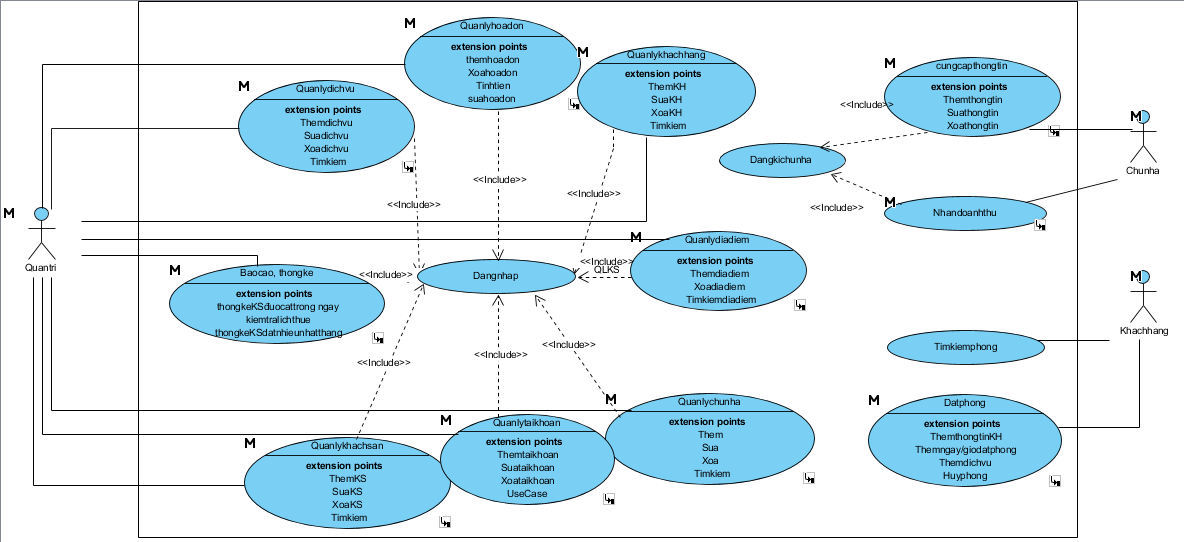 M
Quanlyhoadon
extension points
themhoadon
Xoahoadon
Tinhtien
suahoadon
M
Quanlykhachhang
extension points
ThemKH
SuaKH
XoaKH
Timkiem
M
Quanlydichvu
extension points
Themdichvu
Suadichvu
Xoadichvu
Timkiem
M
cungcapthongtin
extension points
Themthongtin
Suathongtin
Xoathongtin
<<Include>>
M
Chunha
Dangkichunha
<<Include>>
M
Nhandoanhthu
<<Include>>
<<Include>>
<<Include>>
M
Quantri
M
Quanlydiadiem
extension points
Themdiadiem
Xoadiadiem
Timkiemdiadiem
<<Include>>
QLKS
Dangnhap
<<Include>>
M
Baocao, thongke
extension points
thongkeKSđuocattrong ngay
kiemtralichthue
thongkeKSdatnhieunhatthang
M
Khachhang
Timkiemphong
<<Include>>
<<Include>>
<<Include>>
M
Quanlykhachsan
extension points
ThemKS
SuaKS
XoaKS
Timkiem
M
Quanlytaikhoan
extension points
Themtaikhoan
Suataikhoan
Xoataikhoan
UseCase
M
Quanlychunha
extension points
Them
Sua
Xoa
Timkiem
M
Datphong
extension points
ThemthongtinKH
Themngay/giodatphong
Themdichvu
Huyphong